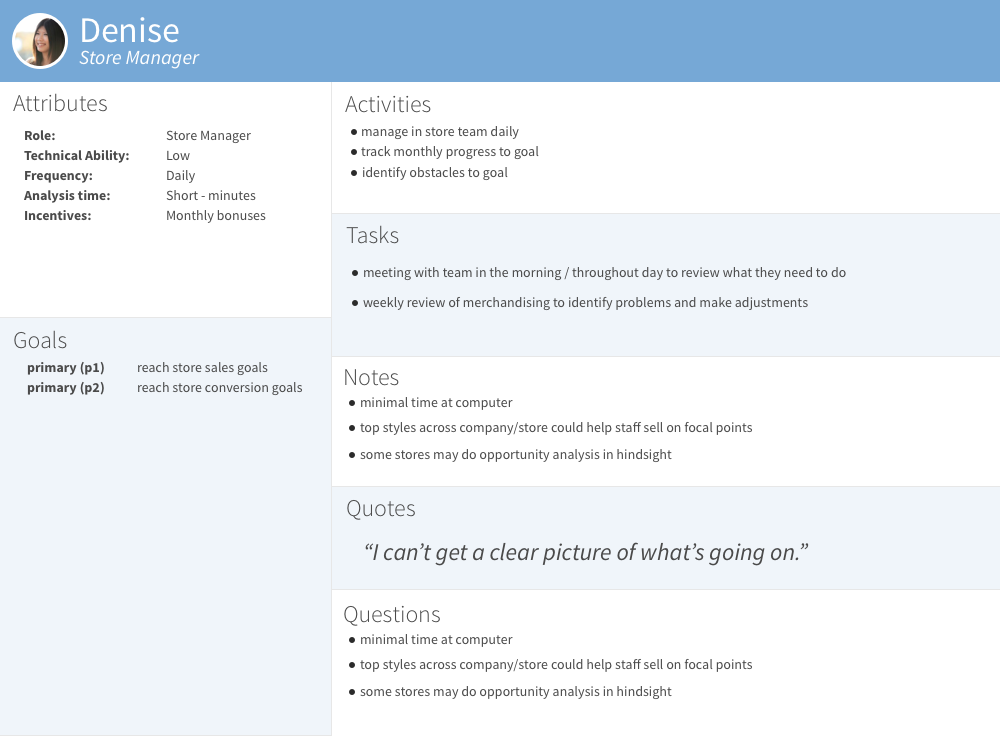 Denise
Store Manager
Attributes
Role: Store Manager
Technical Ability: Low
Frequency: Daily
Analysis time: Short - minutes
Incentives: Monthly bonuses
Goals
primary (p1) reach store sales goals
primary (p2) reach store conversion goals
Activities
● manage in store team daily
● track monthly progress to goal
● identify obstacles to goal
Tasks
● meeting with team in the morning / throughout day to review what they need to do
● weekly review of merchandising to identify problems and make adjustments
Notes
● minimal time at computer
● top styles across company/store could help staff sell on focal points
● some stores may do opportunity analysis in hindsight
Quotes
“I can’t get a clear picture of what’s going on.”
Questions
● minimal time at computer
● top styles across company/store could help staff sell on focal points
● some stores may do opportunity analysis in hindsight